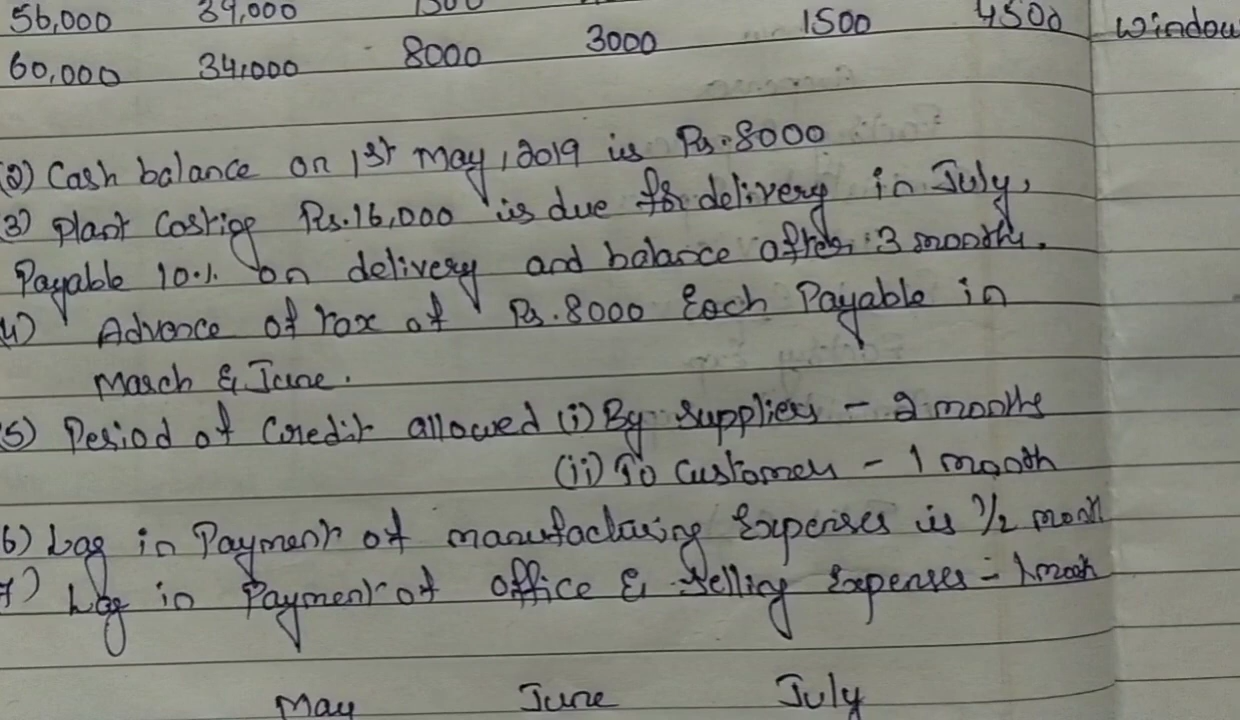 56,000 39,000 1500 4500 Window
60,000 34,000 8000 3000 1500
(2) Cash balance on 1st May, 2019 is Rs.8000
(3) Plant Costing Rs.16,000 is due for delivery in July,
Payable 10% on delivery and balance after 3 months.
4) Advance of Tax of Rs.8000 Each Payable in
March & June.
5) Period of Credit allowed (i) By Suppliers - 2 months
(ii) To Customers - 1 month
6) Lag in Payment of manufacturing Expenses is 1/2 month
7) Lag in Payment of office & Selling Expenses - 1 month
May June July